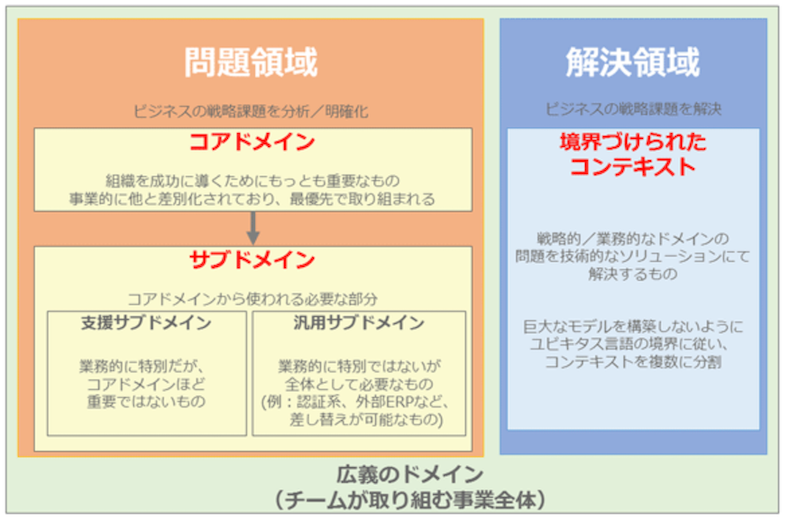 問題領域
ビジネスの戦略課題を分析／明確化
コアドメイン
組織を成功に導くためにもっとも重要なもの
事業的に他と差別化されており、最優先で取り組まれる
サブドメイン
コアドメインから使われる必要な部分
支援サブドメイン
業務的に特別だが、
コアドメインほど
重要ではないもの
汎用サブドメイン
業務的に特別ではないが
全体として必要なもの
(例：認証系、外部ERPなど、
差し替えが可能なもの)
解決領域
ビジネスの戦略課題を解決
境界づけられた
コンテキスト
戦略的／業務的なドメインの
問題を技術的なソリューションにて
解決するもの
巨大なモデルを構築しないように
ユビキタス言語の境界に従い、
コンテキストを複数に分割
広義のドメイン
（チームが取り組む事業全体）